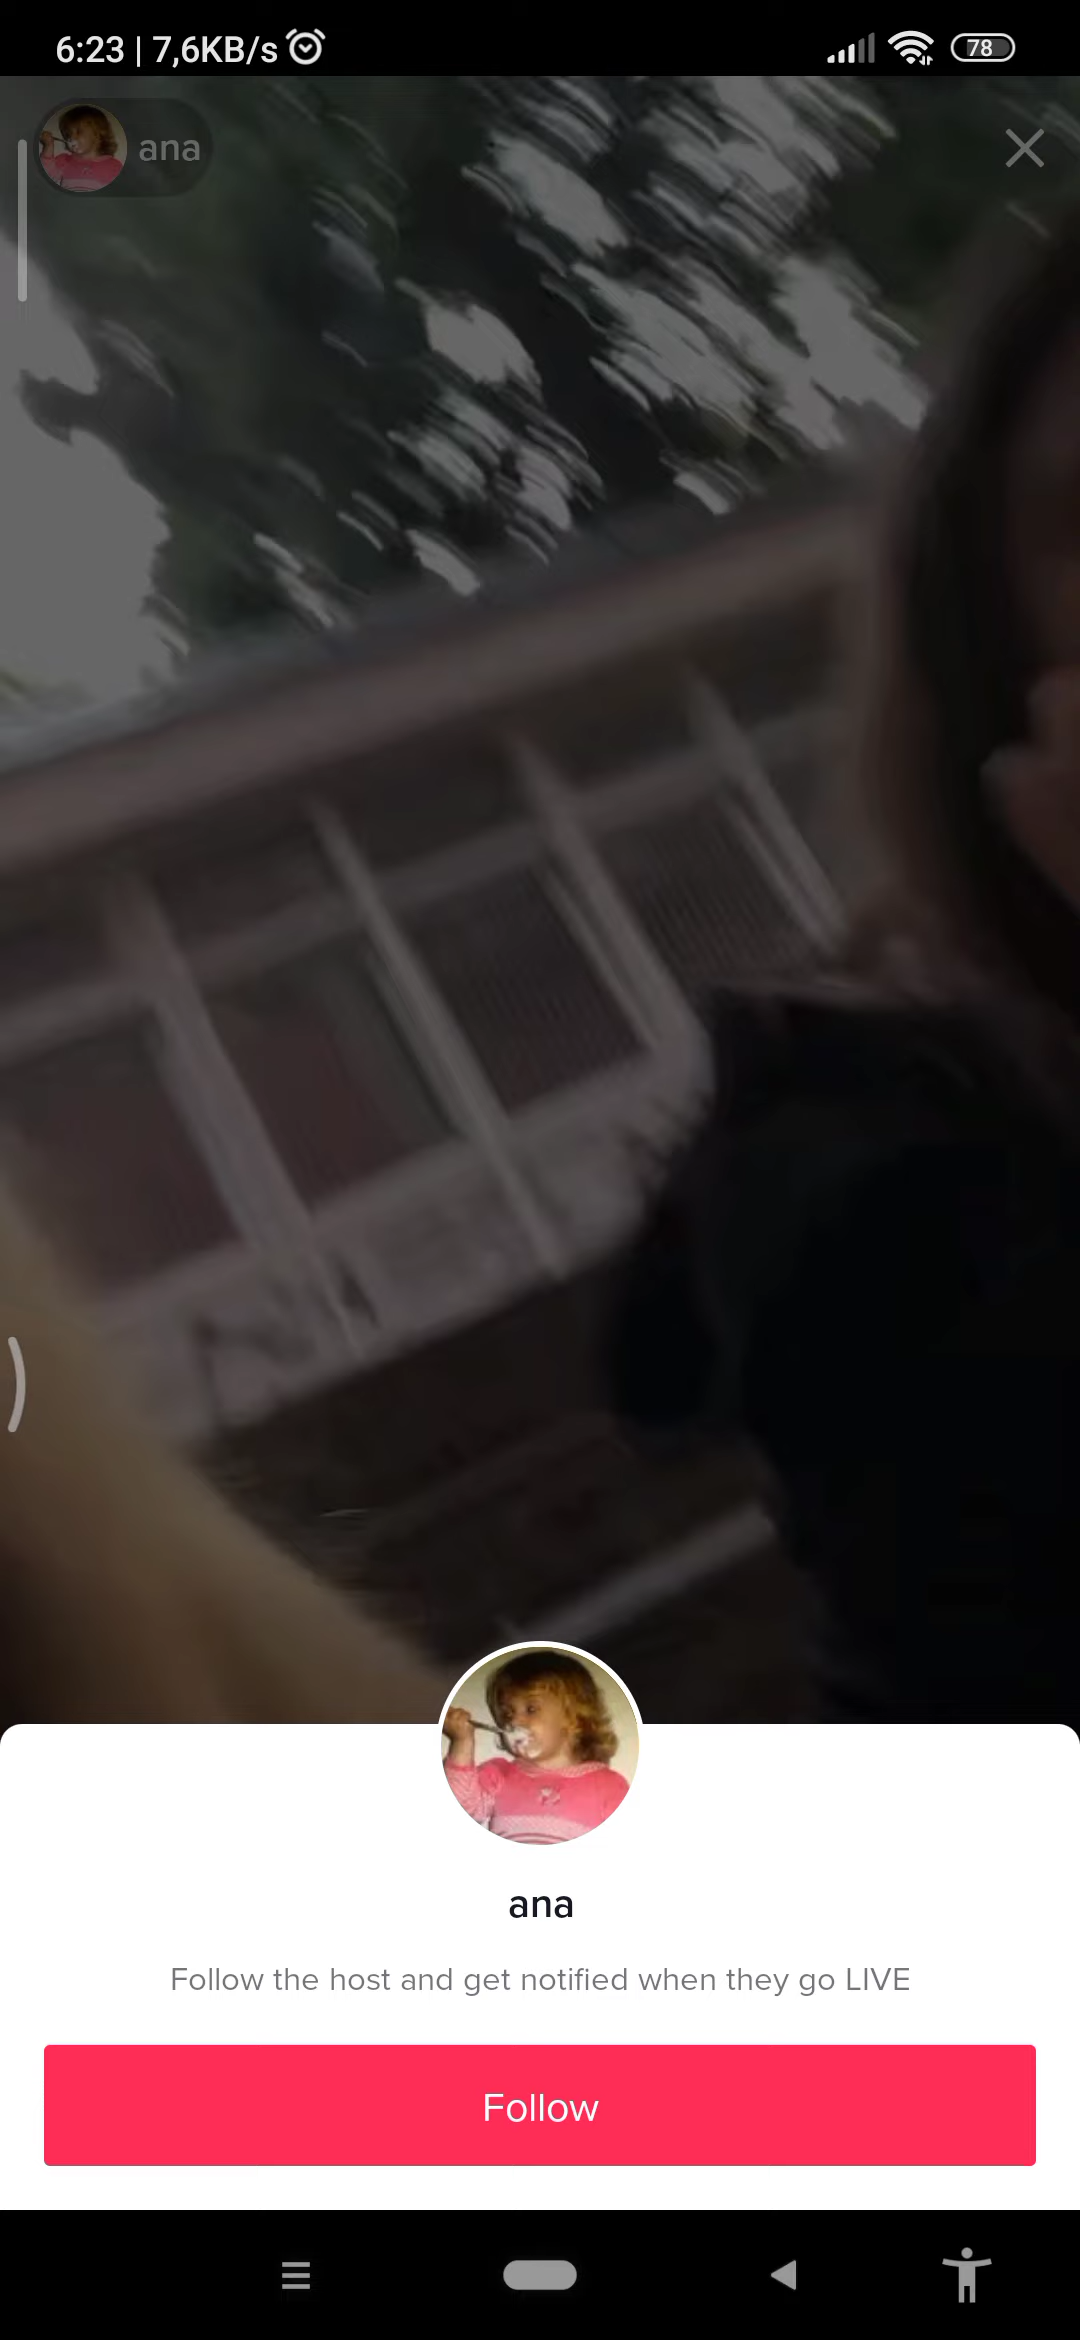 6:23 | 7,6KB/s
78
ana
ana
Follow the host and get notified when they go LIVE
Follow